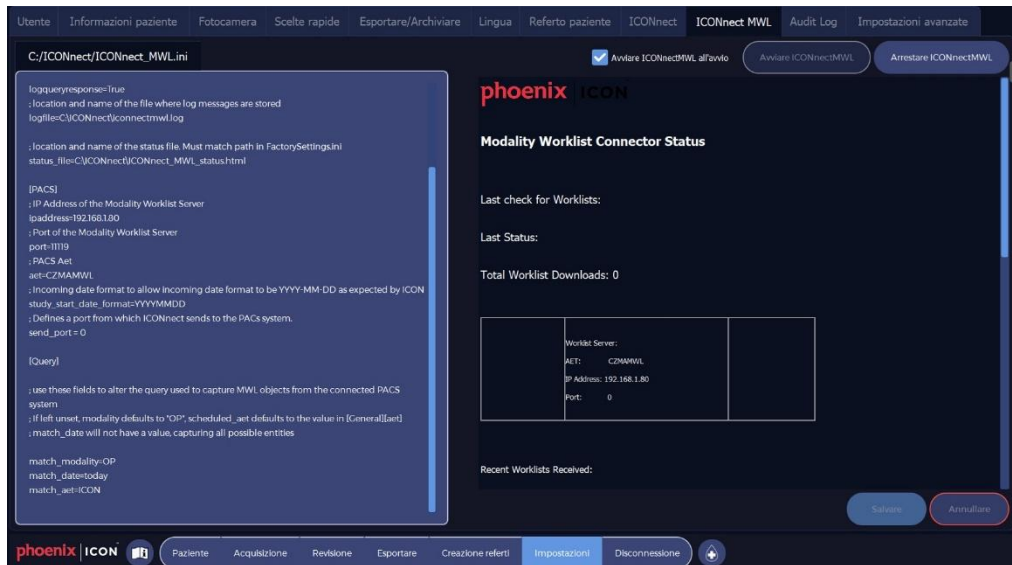 Utente Informazioni paziente Fotocamera Scelte rapide Esportare/Archiviare Lingua Referto paziente ICONnect ICONnect MWL Audit Log Impostazioni avanzate
C:/ICONnect/ICONnect_MWL.ini
Avviare ICONnectMWL all'avvio Avviare ICONnectMWL Arrestare ICONnectMWL
logqueryresponse=True
; location and name of the file where log messages are stored
logfile=C:\ICONnect\iconnectmwl.log
; location and name of the status file. Must match path in FactorySettings.ini
status_file=C:\ICONnect\ICONnect_MWL_status.html
[PACS]
; IP Address of the Modality Worklist Server
ipaddress=192.168.1.80
; Port of the Modality Worklist Server
port=11119
; PACS Aet
aet=CZMAMWL
; Incoming date format to allow incoming date format to be YYYY-MM-DD as expected by ICON
study_start_date_format=YYYYMMDD
; Defines a port from which ICONnect sends to the PACs system.
send_port = 0
[Query]
; use these fields to alter the query used to capture MWL objects from the connected PACS
system
; If left unset, modality defaults to "OP", scheduled_aet defaults to the value in [General][aet]
; match_date will not have a value, capturing all possible entities
match_modality=OP
match_date=today
match_aet=ICON
phoenix ICON
Modality Worklist Connector Status
Last check for Worklists:
Last Status:
Total Worklist Downloads: 0
Worklist Server:
AET: CZMAMWL
IP Address: 192.168.1.80
Port: 0
Recent Worklists Received:
Salvare Annullare
phoenix ICON Paziente Acquisizione Revisione Esportare Creazione referti Impostazioni Disconnessione